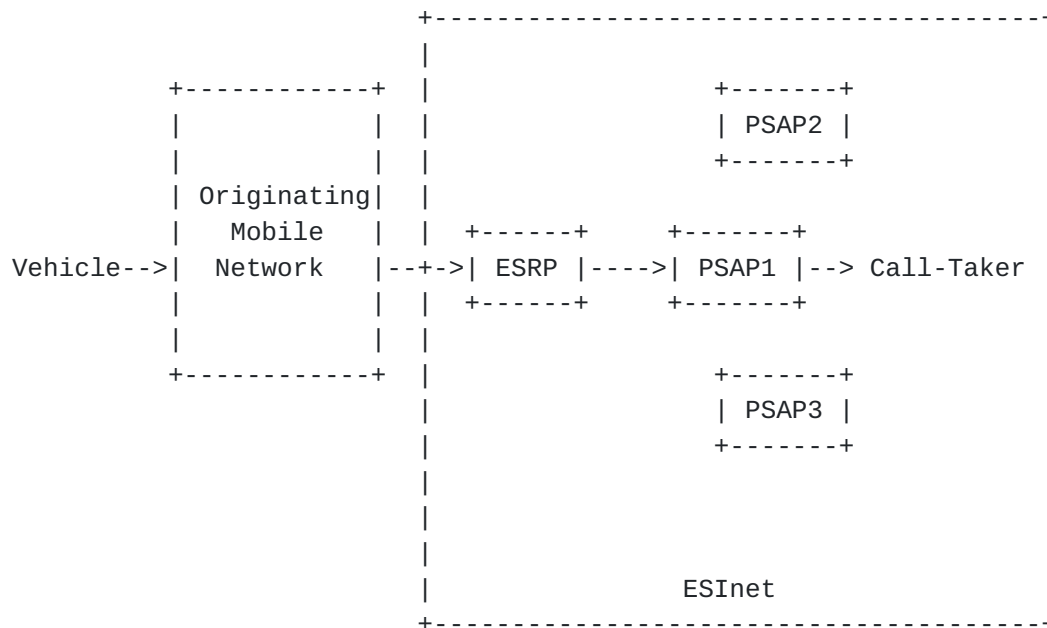 PSAP2
Originating
Mobile
Vehicle--> Network --+->| ESRP |---->| PSAP1 |--> Call-Taker
PSAP3
ESInet